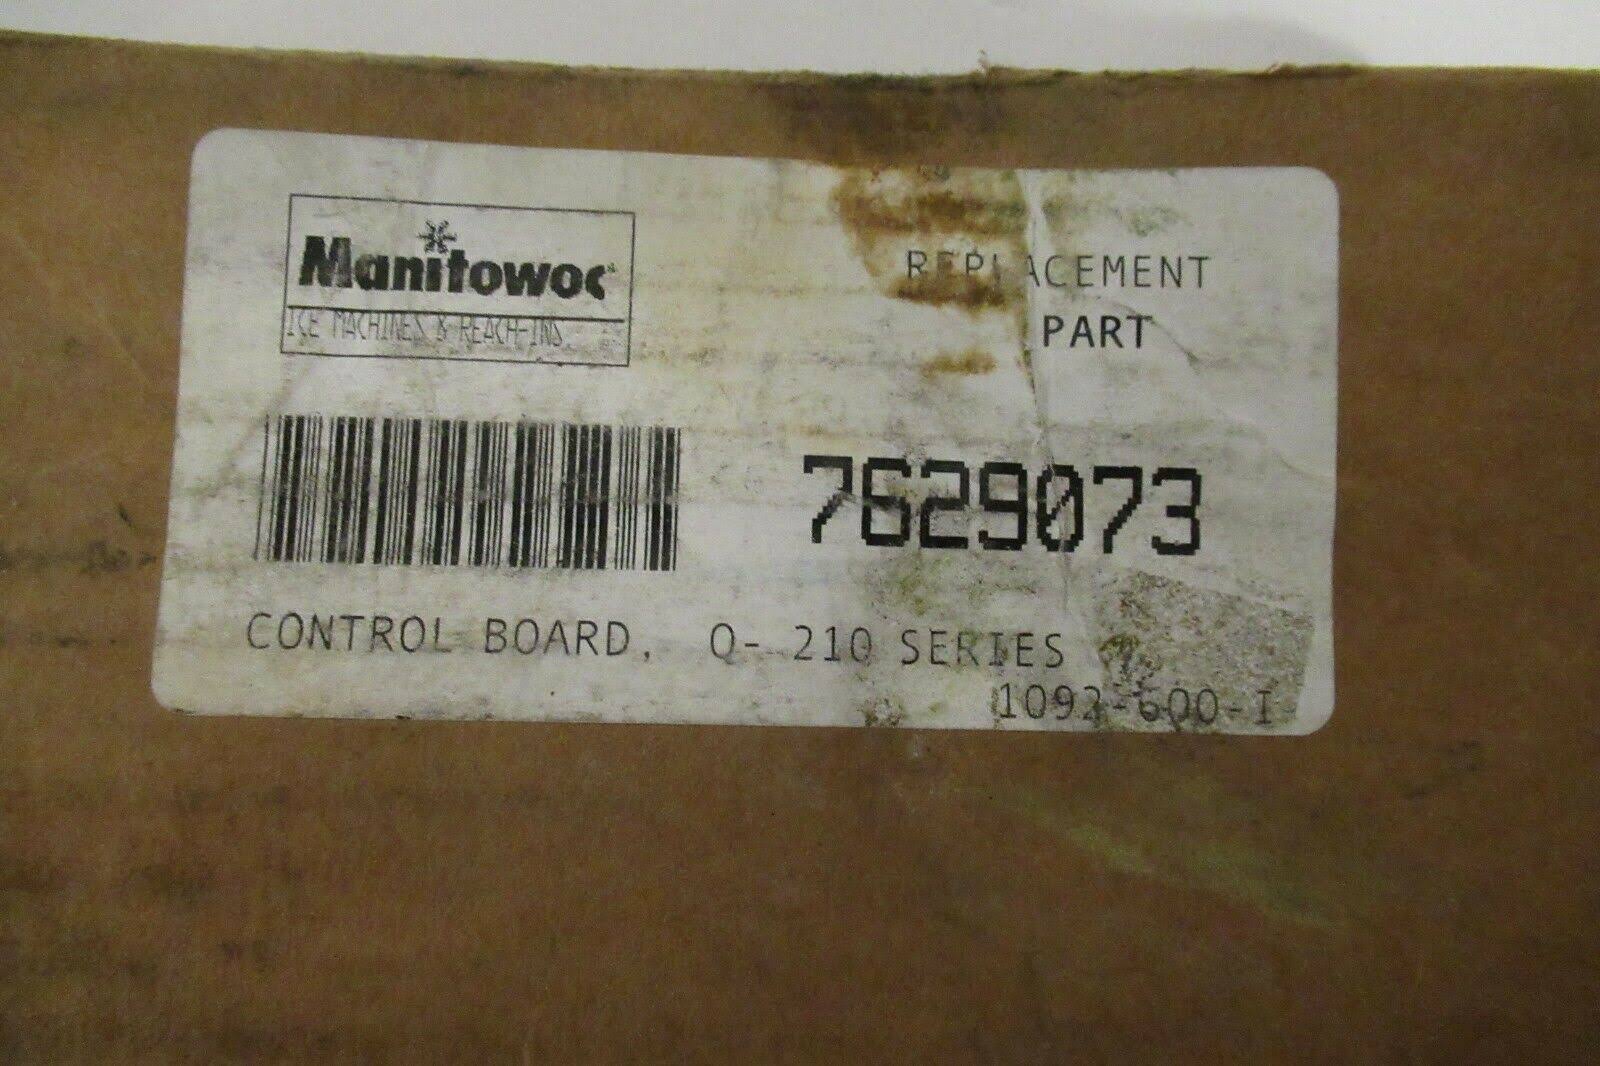 Manitowoc
ICE MACHINES & REACH-INS
REPLACEMENT
PART
7629073
CONTROL BOARD, Q- 210 SERIES
1092-600-I